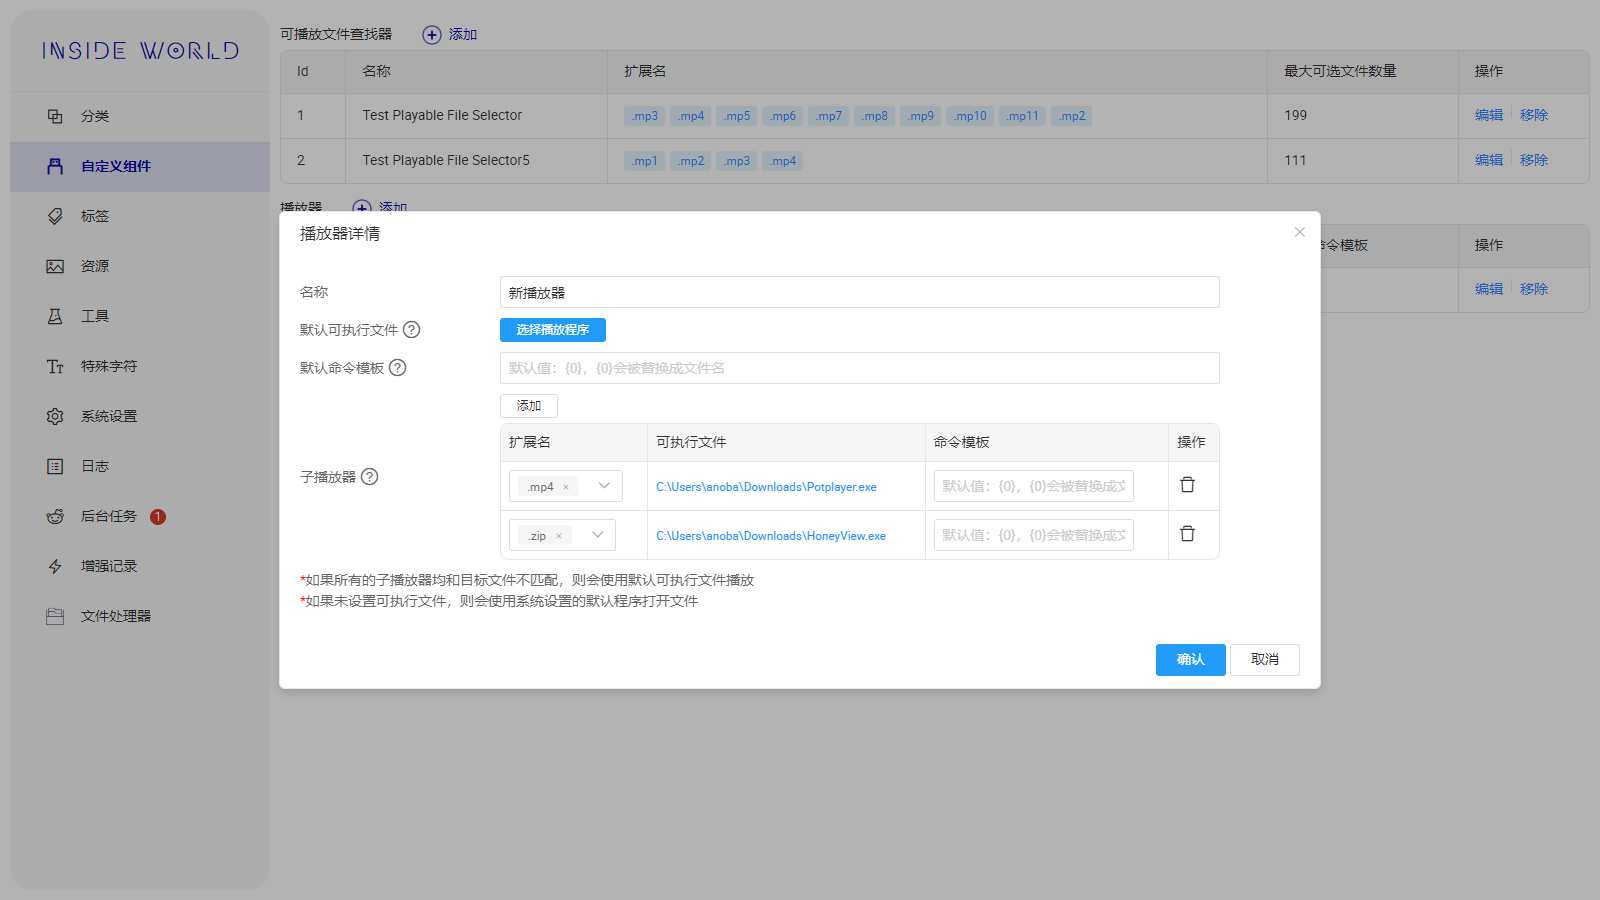 INSIDE WORLD
分类
自定义组件
标签
资源
工具
特殊字符
系统设置
日志
后台任务 1
增强记录
文件处理器
可播放文件查找器 添加
Id 名称 扩展名 最大可选文件数量 操作
1 Test Playable File Selector .mp3 .mp4 .mp5 .mp6 .mp7 .mp8 .mp9 .mp10 .mp11 .mp2 199 编辑 移除
2 Test Playable File Selector5 .mp1 .mp2 .mp3 .mp4 111 编辑 移除
播放器 添加
命令模板 操作
编辑 移除
播放器详情
名称 新播放器
默认可执行文件 选择播放程序
默认命令模板 默认值：{0}，{0}会被替换成文件名
添加
子播放器
扩展名 可执行文件 命令模板 操作
.mp4 × C:\Users\anoba\Downloads\Potplayer.exe 默认值：{0}，{0}会被替换成文
.zip × C:\Users\anoba\Downloads\HoneyView.exe 默认值：{0}，{0}会被替换成文
*如果所有的子播放器均和目标文件不匹配，则会使用默认可执行文件播放
*如果未设置可执行文件，则会使用系统设置的默认程序打开文件
确认 取消